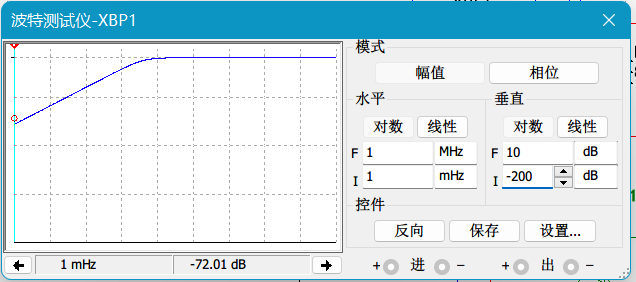 波特测试仪-XBP1
模式
幅值 相位
水平 垂直
对数 线性 对数 线性
F 1 MHz F 10 dB
I 1 mHz I -200 dB
控件
反向 保存 设置...
1 mHz -72.01 dB
+ 进 - + 出 -